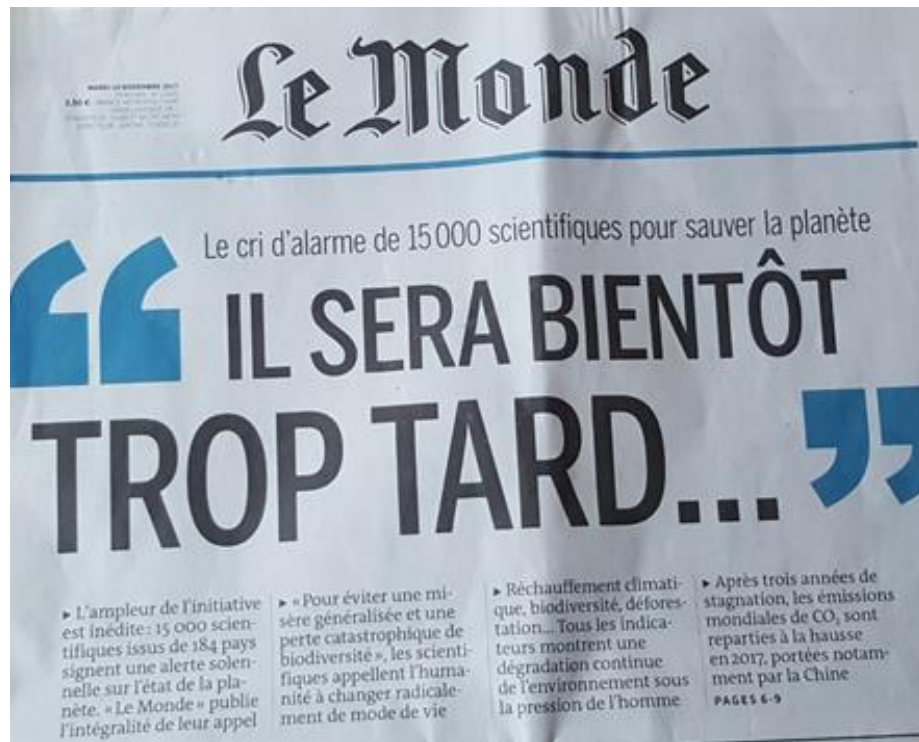 Le Monde
MARDI 14 NOVEMBRE 2017
2,50 €
Le cri d'alarme de 15 000 scientifiques pour sauver la planète
“ IL SERA BIENTÔT
TROP TARD... ”
▸ L'ampleur de l'initiative
est inédite : 15 000 scien-
tifiques issus de 184 pays
signent une alerte solen-
nelle sur l'état de la pla-
nète. « Le Monde » publie
l'intégralité de leur appel
▸ « Pour éviter une mi-
sère généralisée et une
perte catastrophique de
biodiversité », les scienti-
fiques appellent l'huma-
nité à changer radicale-
ment de mode de vie
▸ Réchauffement climati-
que, biodiversité, défores-
tation... Tous les indica-
teurs montrent une
dégradation continue
de l'environnement sous
la pression de l'homme
▸ Après trois années de
stagnation, les émissions
mondiales de CO₂ sont
reparties à la hausse
en 2017, portées notam-
ment par la Chine
PAGES 6-9